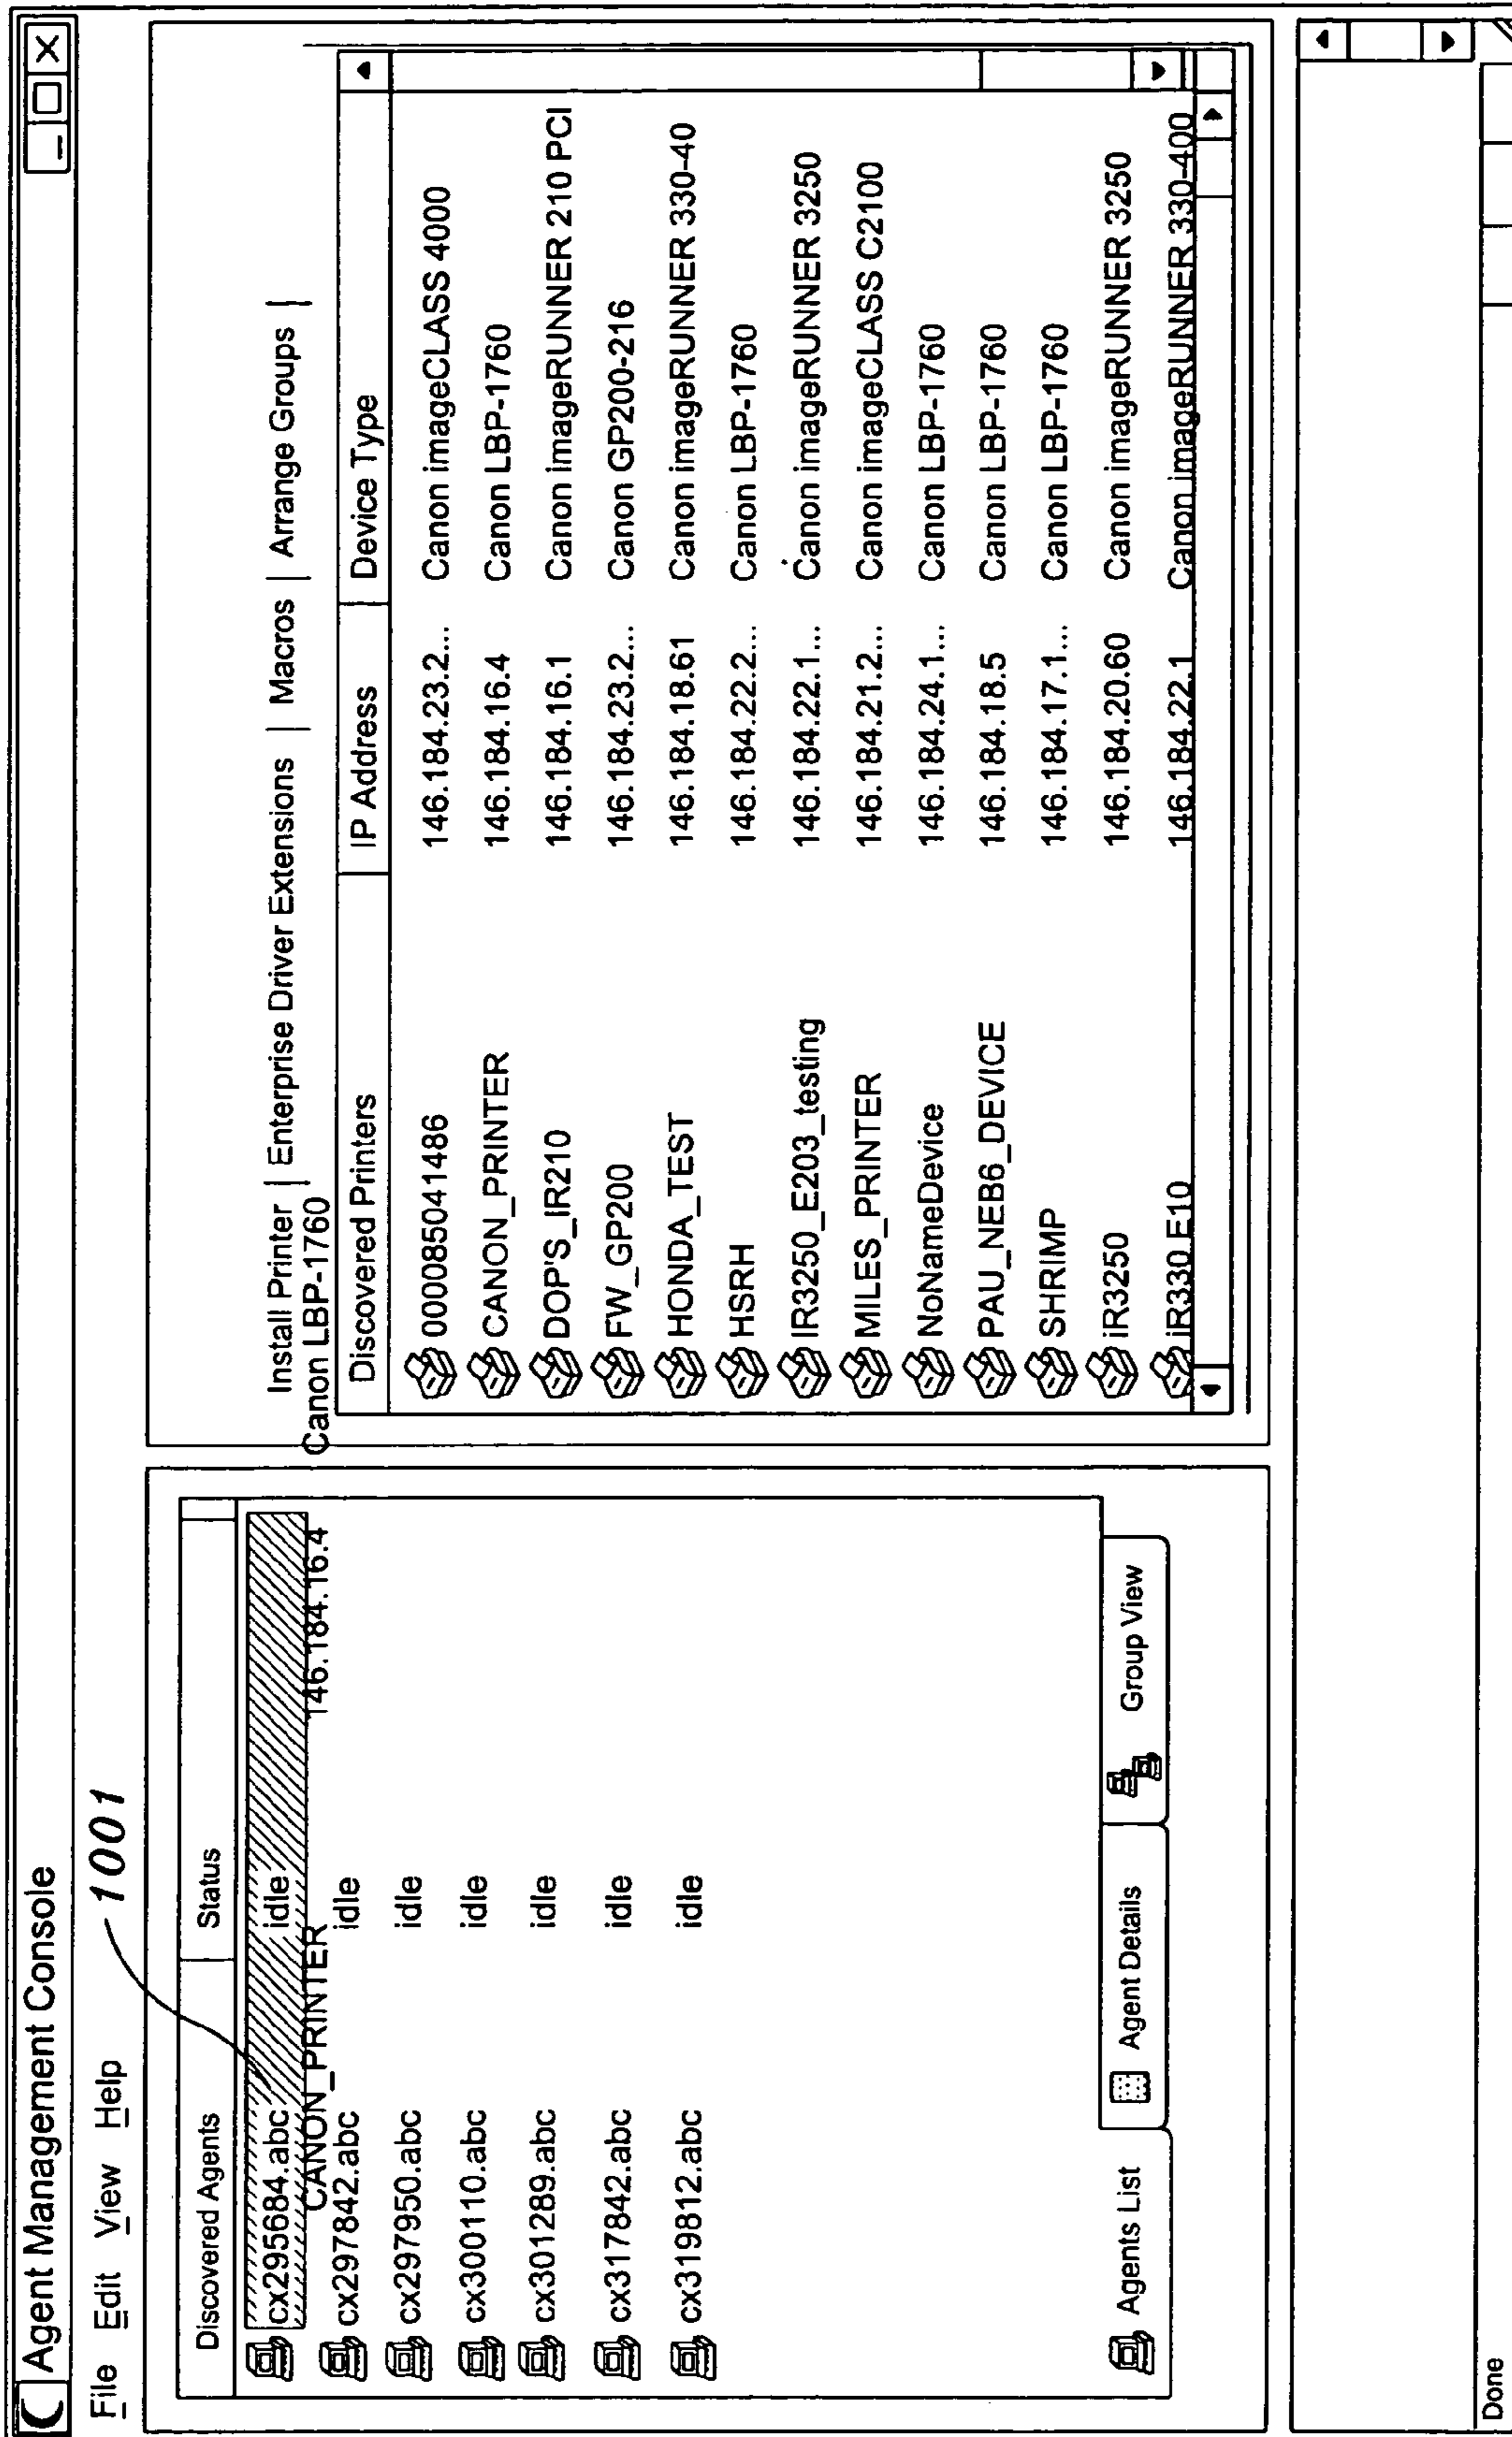 Agent Management Console
File Edit View Help
1001
Discovered Agents Status
cx295684.abc idle
CANON_PRINTER 146.184.16.4 Canon LBP-1760
cx297842.abc idle
cx297950.abc idle
cx300110.abc idle
cx301289.abc idle
cx317842.abc idle
cx319812.abc idle
Agents List Agent Details Group View
Install Printer | Enterprise Driver Extensions | Macros | Arrange Groups |
Discovered Printers IP Address Device Type
000085041486 146.184.23.2... Canon imageCLASS 4000
CANON_PRINTER 146.184.16.4 Canon LBP-1760
DOP'S_IR210 146.184.16.1 Canon imageRUNNER 210 PCI
FW_GP200 146.184.23.2... Canon GP200-216
HONDA_TEST 146.184.18.61 Canon imageRUNNER 330-40
HSRH 146.184.22.2... Canon LBP-1760
IR3250_E203_testing 146.184.22.1... Canon imageRUNNER 3250
MILES_PRINTER 146.184.21.2... Canon imageCLASS C2100
NoNameDevice 146.184.24.1... Canon LBP-1760
PAU_NEB6_DEVICE 146.184.18.5 Canon LBP-1760
SHRIMP 146.184.17.1... Canon LBP-1760
iR3250 146.184.20.60 Canon imageRUNNER 3250
iR330 E10 146.184.22.1 Canon imageRUNNER 330-400
Done